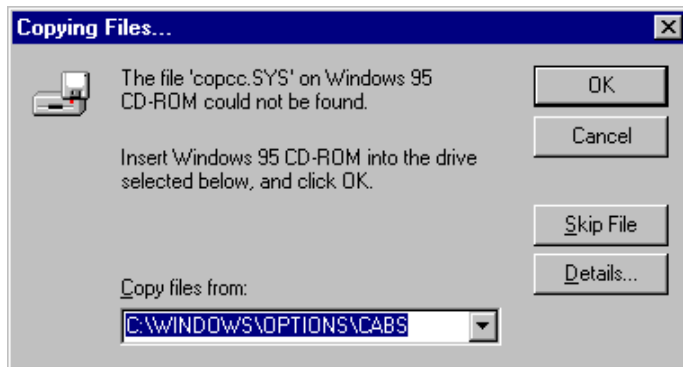 Copying Files...
The file 'copcc.SYS' on Windows 95
CD-ROM could not be found.
Insert Windows 95 CD-ROM into the drive
selected below, and click OK.
Copy files from:
C:\WINDOWS\OPTIONS\CABS
OK
Cancel
Skip File
Details...